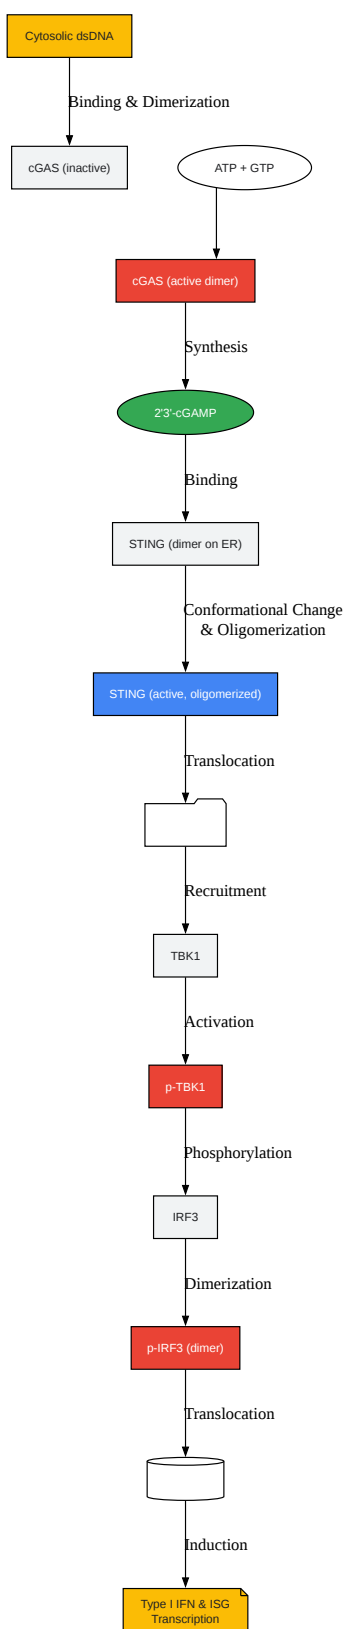 Cytosolic dsDNA
Binding & Dimerization
cGAS (inactive)
ATP + GTP
cGAS (active dimer)
Synthesis
2'3'-cGAMP
Binding
STING (dimer on ER)
Conformational Change
& Oligomerization
STING (active, oligomerized)
Translocation
Recruitment
TBK1
Activation
p-TBK1
Phosphorylation
IRF3
Dimerization
p-IRF3 (dimer)
Translocation
Induction
Type I IFN & ISG
Transcription